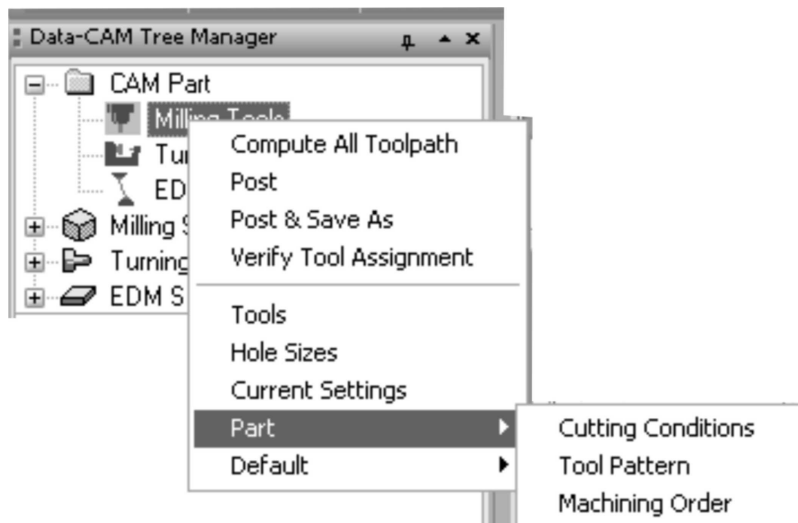 Data-CAM Tree Manager
CAM Part
Milling Tools
Compute All Toolpath
Post
Post & Save As
Verify Tool Assignment
Tools
Hole Sizes
Current Settings
Part
Default
Cutting Conditions
Tool Pattern
Machining Order
Tu
ED
Milling S
Turning
EDM S